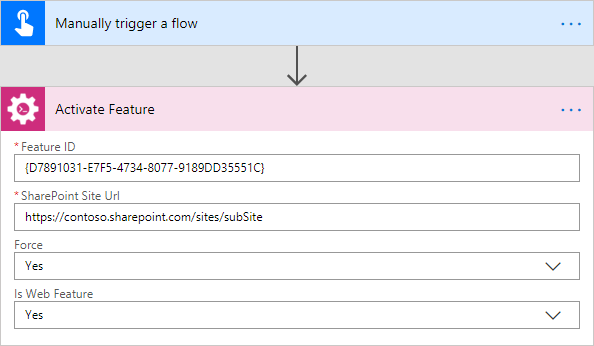 Manually trigger a flow
Activate Feature
* Feature ID
{D7891031-E7F5-4734-8077-9189DD35551C}
* SharePoint Site Url
https://contoso.sharepoint.com/sites/subSite
Force
Yes
Is Web Feature
Yes